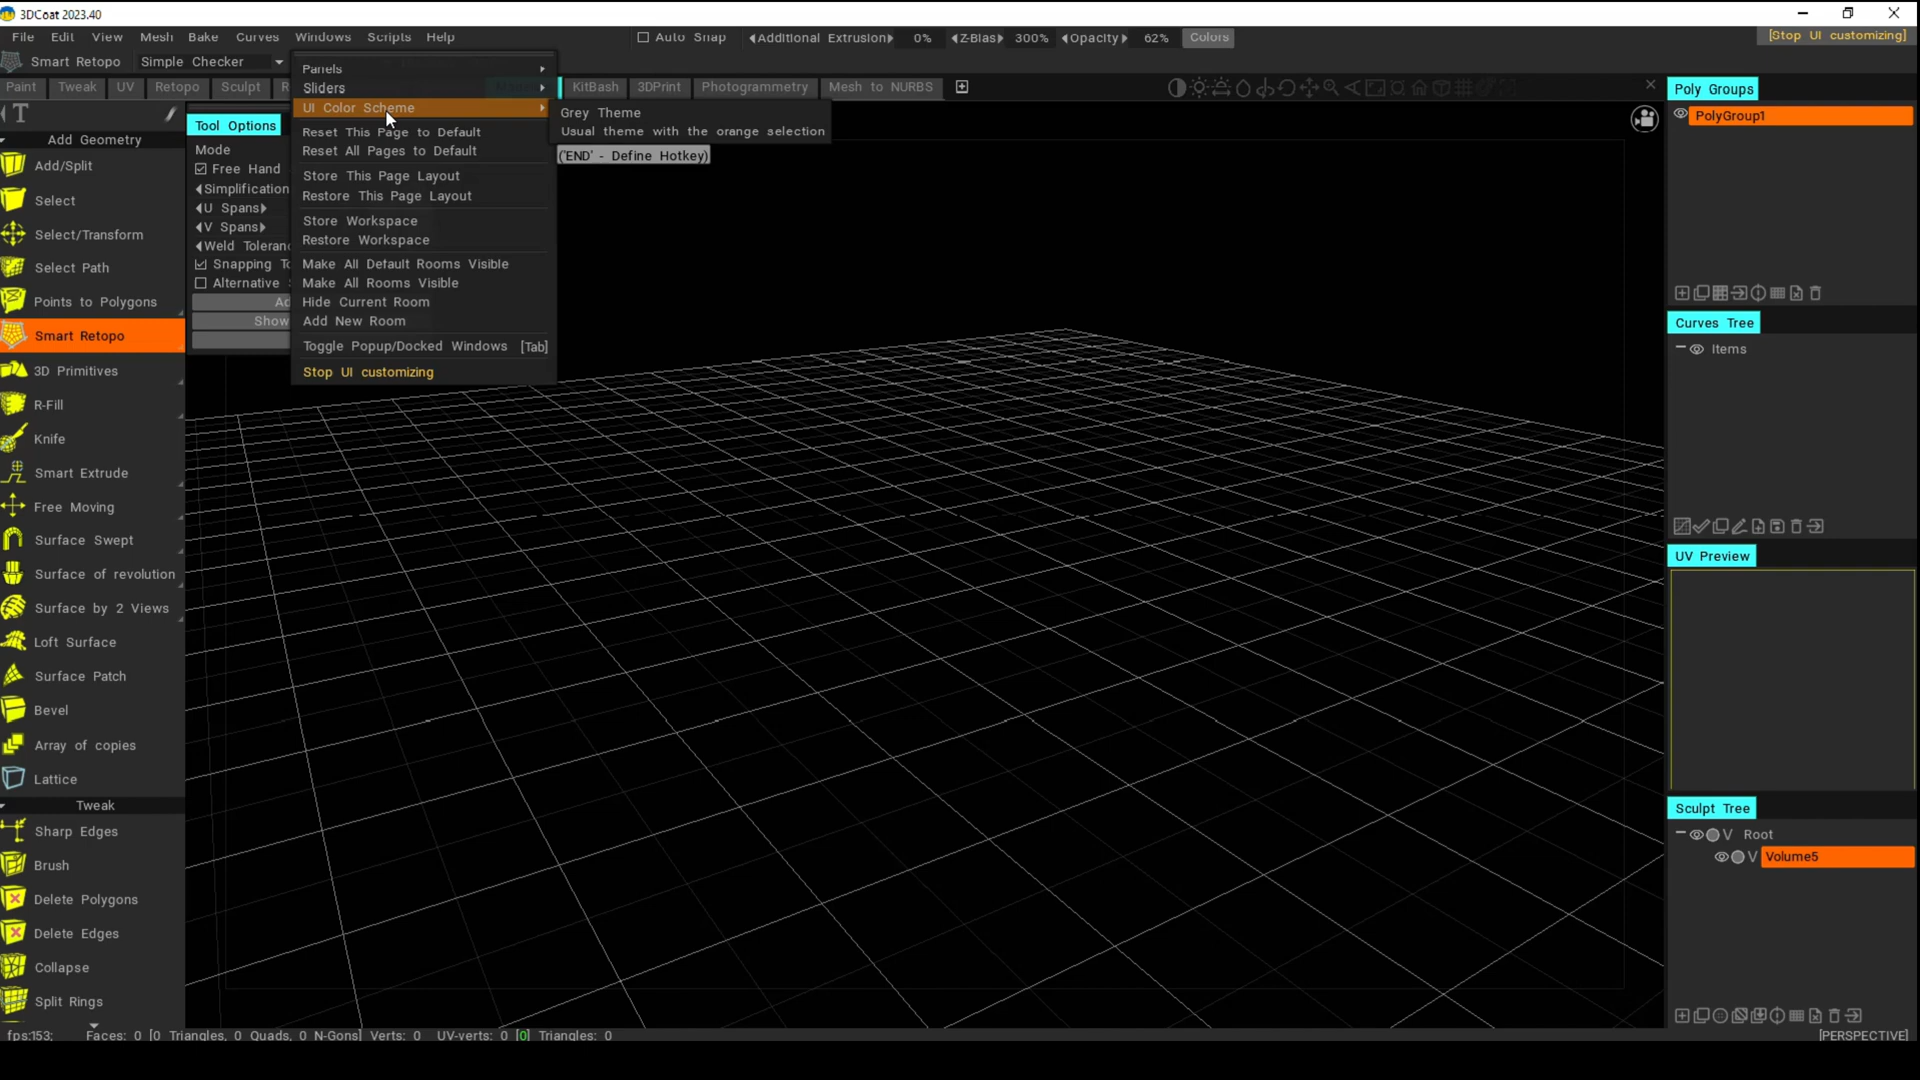 3DCoat 2023.40
File Edit View Mesh Bake Curves Windows Scripts Help
Auto Snap Additional Extrusion 0% Z-Bias 300% Opacity 62% Colors
[Stop UI customizing]
Smart Retopo Simple Checker
Paint Tweak UV Retopo Sculpt KitBash 3DPrint Photogrammetry Mesh to NURBS
Panels
Sliders
UI Color Scheme
Reset This Page to Default
Reset All Pages to Default
Store This Page Layout
Restore This Page Layout
Store Workspace
Restore Workspace
Make All Default Rooms Visible
Make All Rooms Visible
Hide Current Room
Add New Room
Toggle Popup/Docked Windows [Tab]
Stop UI customizing
Grey Theme
Usual theme with the orange selection
('END' - Define Hotkey)
Tool Options
Mode
Free Hand
Simplification
U Spans
V Spans
Weld Toleranc
Snapping To
Alternative
Ad
Show
T
Add Geometry
Add/Split
Select
Select/Transform
Select Path
Points to Polygons
Smart Retopo
3D Primitives
R-Fill
Knife
Smart Extrude
Free Moving
Surface Swept
Surface of revolution
Surface by 2 Views
Loft Surface
Surface Patch
Bevel
Array of copies
Lattice
Tweak
Sharp Edges
Brush
Delete Polygons
Delete Edges
Collapse
Split Rings
Poly Groups
PolyGroup1
Curves Tree
Items
UV Preview
Sculpt Tree
V Root
V Volume5
fps:153; Faces: 0 [0 Triangles, 0 Quads, 0 N-Gons] Verts: 0 UV-verts: 0 [0] Triangles: 0
[PERSPECTIVE]